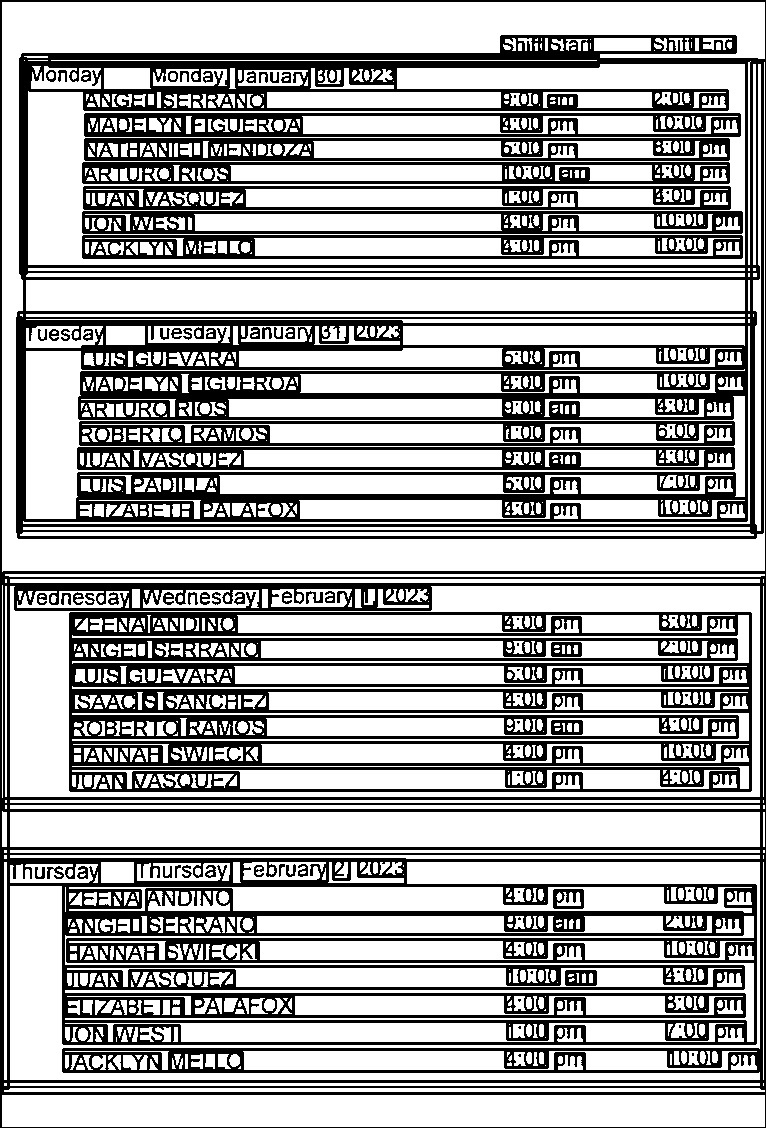 Shift Start Shift End
Monday Monday, January 30, 2023
ANGEL SERRANO 9:00 am 2:00 pm
MADELYN FIGUEROA 4:00 pm 10:00 pm
NATHANIEL MENDOZA 5:00 pm 8:00 pm
ARTURO RIOS 10:00 am 4:00 pm
JUAN VASQUEZ 1:00 pm 4:00 pm
JON WEST 4:00 pm 10:00 pm
JACKLYN MELLO 4:00 pm 10:00 pm
Tuesday Tuesday, January 31, 2023
LUIS GUEVARA 5:00 pm 10:00 pm
MADELYN FIGUEROA 4:00 pm 10:00 pm
ARTURO RIOS 9:00 am 4:00 pm
ROBERTO RAMOS 1:00 pm 6:00 pm
JUAN VASQUEZ 9:00 am 4:00 pm
LUIS PADILLA 5:00 pm 7:00 pm
ELIZABETH PALAFOX 4:00 pm 10:00 pm
Wednesday Wednesday, February 1, 2023
ZEENA ANDINO 4:00 pm 8:00 pm
ANGEL SERRANO 9:00 am 2:00 pm
LUIS GUEVARA 5:00 pm 10:00 pm
ISAAC S SANCHEZ 4:00 pm 10:00 pm
ROBERTO RAMOS 9:00 am 4:00 pm
HANNAH SWIECKI 4:00 pm 10:00 pm
JUAN VASQUEZ 1:00 pm 4:00 pm
Thursday Thursday, February 2, 2023
ZEENA ANDINO 4:00 pm 10:00 pm
ANGEL SERRANO 9:00 am 2:00 pm
HANNAH SWIECKI 4:00 pm 10:00 pm
JUAN VASQUEZ 10:00 am 4:00 pm
ELIZABETH PALAFOX 4:00 pm 8:00 pm
JON WEST 1:00 pm 7:00 pm
JACKLYN MELLO 4:00 pm 10:00 pm